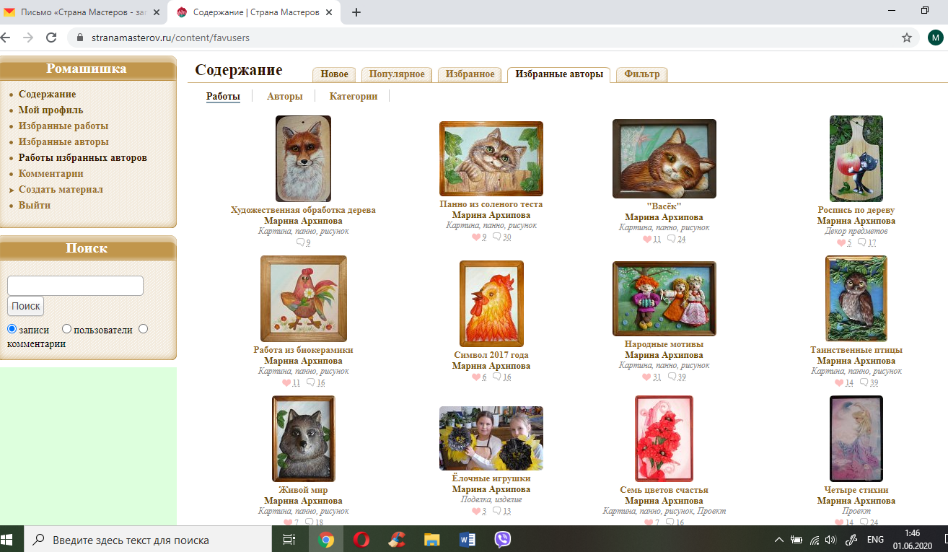 Письмо «Страна Мастеров - за
Содержание | Страна Мастеров
stranamasterov.ru/content/favusers
М
Ромашишка
Содержание
Мой профиль
Избранные работы
Избранные авторы
Работы избранных авторов
Комментарии
Создать материал
Выйти
Поиск
Поиск
записи пользователи
комментарии
Содержание
Новое Популярное Избранное Избранные авторы Фильтр
Работы Авторы Категории
Художественная обработка дерева
Марина Архипова
Картина, панно, рисунок
9
Панно из соленого теста
Марина Архипова
Картина, панно, рисунок
9 30
"Васёк"
Марина Архипова
Картина, панно, рисунок
11 24
Роспись по дереву
Марина Архипова
Декор предметов
5 17
Работа из биокерамики
Марина Архипова
Картина, панно, рисунок
11 16
Символ 2017 года
Марина Архипова
Картина, панно, рисунок
6 16
Народные мотивы
Марина Архипова
Картина, панно, рисунок
31 39
Таинственные птицы
Марина Архипова
Картина, панно, рисунок
14 39
Живой мир
Марина Архипова
Картина, панно, рисунок
7 18
Ёлочные игрушки
Марина Архипова
Поделка, изделие
3 13
Семь цветов счастья
Марина Архипова
Картина, панно, рисунок, Проект
7 16
Четыре стихии
Марина Архипова
Проект
14 24
Введите здесь текст для поиска
ENG
1:46
01.06.2020